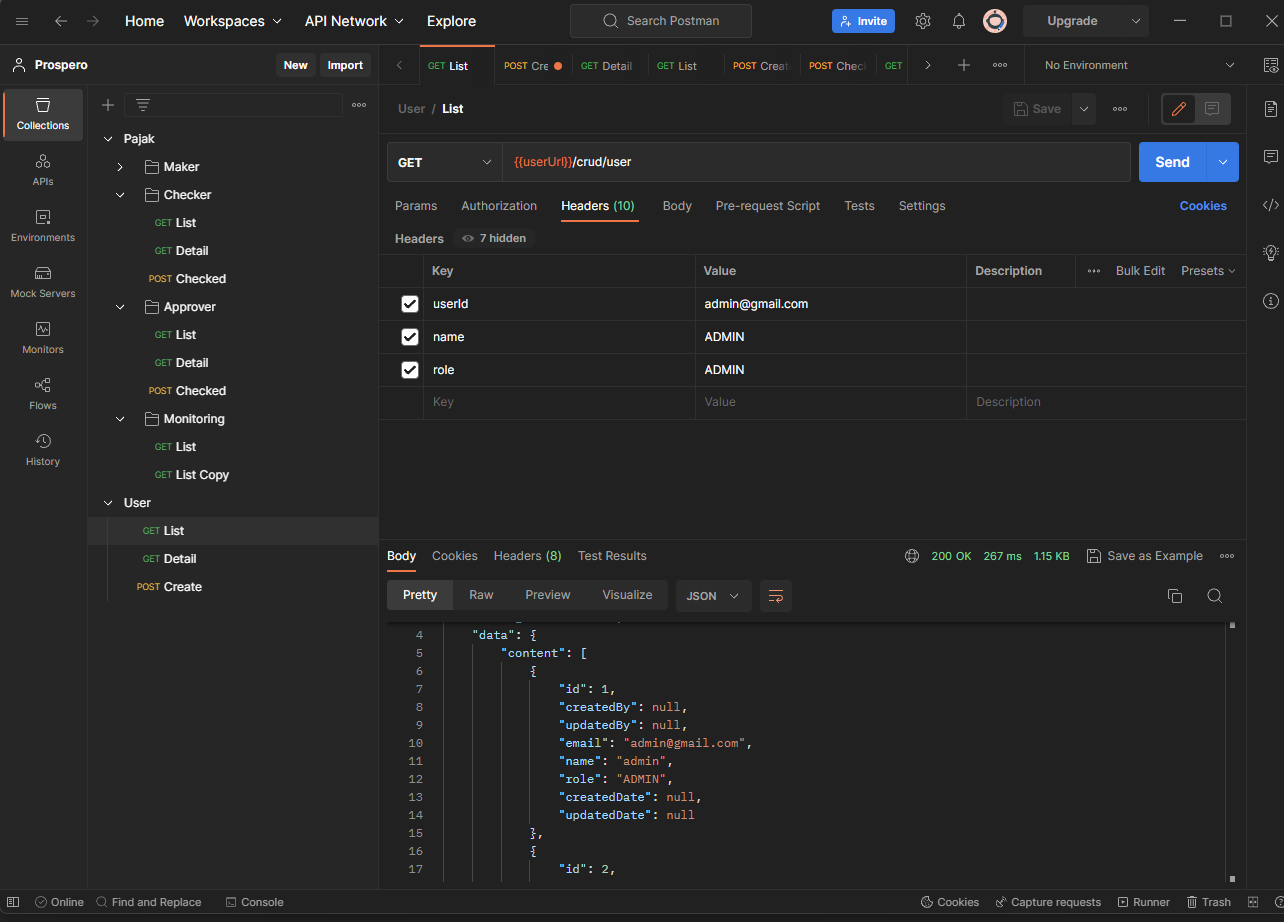 Home Workspaces API Network Explore Search Postman Invite Upgrade
Prospero New Import
GET List POST Cre GET Detail GET List POST Creat POST Chec GET No Environment
Collections
APIs
Environments
Mock Servers
Monitors
Flows
History
Pajak
Maker
Checker
GET List
GET Detail
POST Checked
Approver
GET List
GET Detail
POST Checked
Monitoring
GET List
GET List Copy
User
GET List
GET Detail
POST Create
User / List Save
GET {{userUrl}}/crud/user Send
Params Authorization Headers (10) Body Pre-request Script Tests Settings Cookies
Headers 7 hidden
Key Value Description Bulk Edit Presets
userId admin@gmail.com
name ADMIN
role ADMIN
Key Value Description
Body Cookies Headers (8) Test Results 200 OK 267 ms 1.15 KB Save as Example
Pretty Raw Preview Visualize JSON
4 "data": {
5 "content": [
6 {
7 "id": 1,
8 "createdBy": null,
9 "updatedBy": null,
10 "email": "admin@gmail.com",
11 "name": "admin",
12 "role": "ADMIN",
13 "createdDate": null,
14 "updatedDate": null
15 },
16 {
17 "id": 2,
Online Find and Replace Console Cookies Capture requests Runner Trash